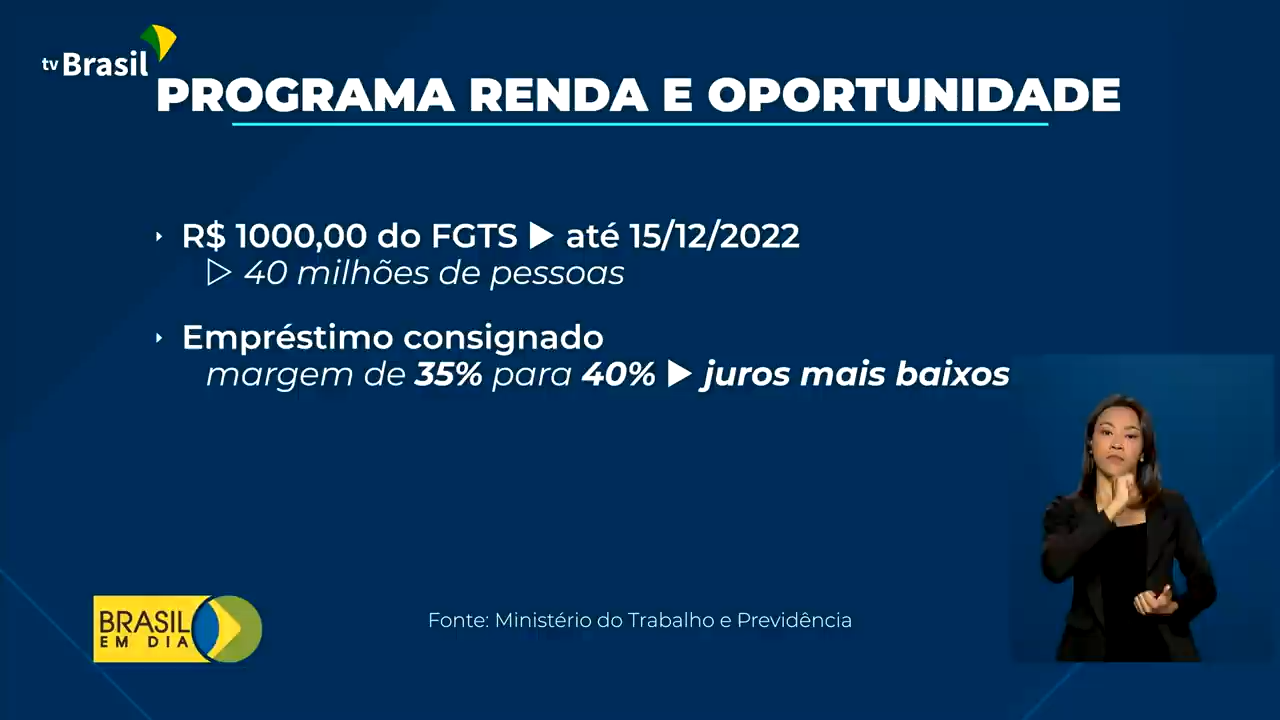 tv Brasil
PROGRAMA RENDA E OPORTUNIDADE
R$ 1000,00 do FGTS ▶ até 15/12/2022
▷ 40 milhões de pessoas
Empréstimo consignado
margem de 35% para 40% ▶ juros mais baixos
BRASIL
EM DIA
Fonte: Ministério do Trabalho e Previdência